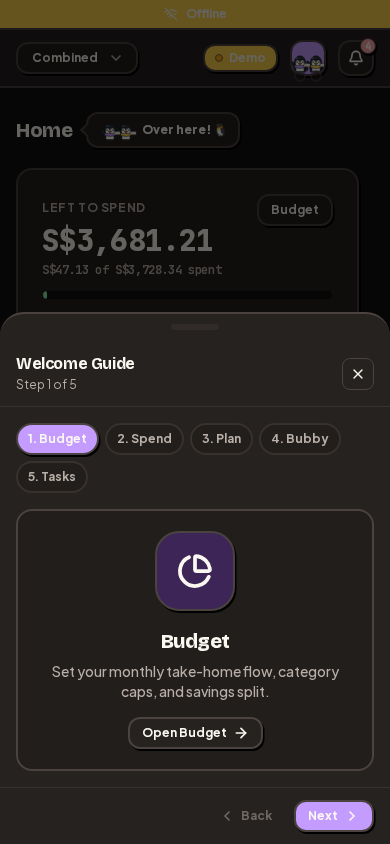 Offline
Combined
Demo
4
Home
Over here!
LEFT TO SPEND
Budget
S$3,681.21
S$47.13 of S$3,728.34 spent
Welcome Guide
Step 1 of 5
1. Budget
2. Spend
3. Plan
4. Bubby
5. Tasks
Budget
Set your monthly take-home flow, category
caps, and savings split.
Open Budget
Back
Next